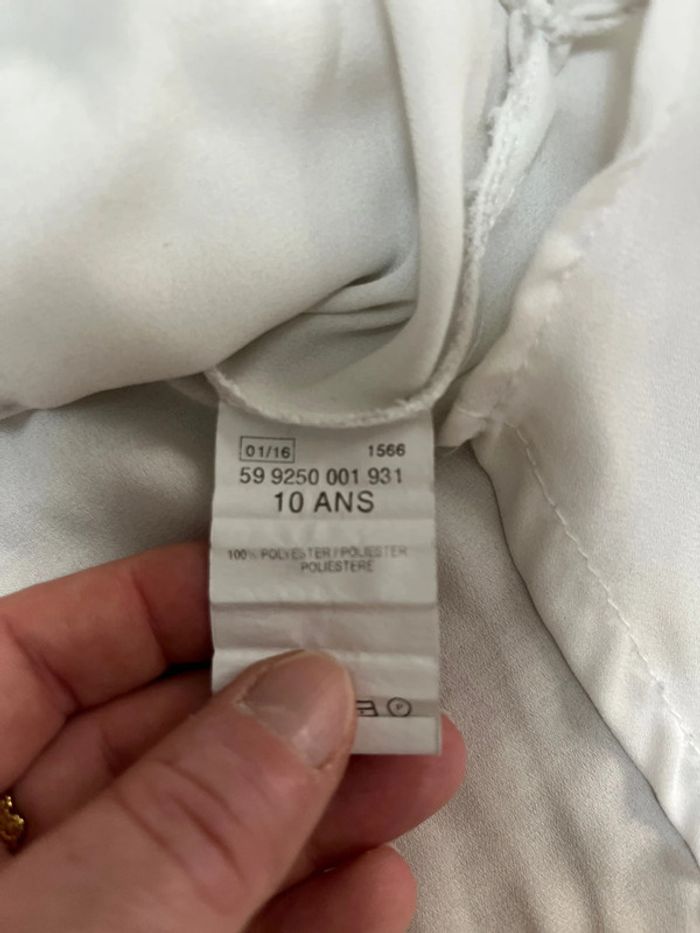 01/16 1566
59 9250 001 931
10 ANS
100% POLYESTER / POLIESTER
POLIESTERE
P